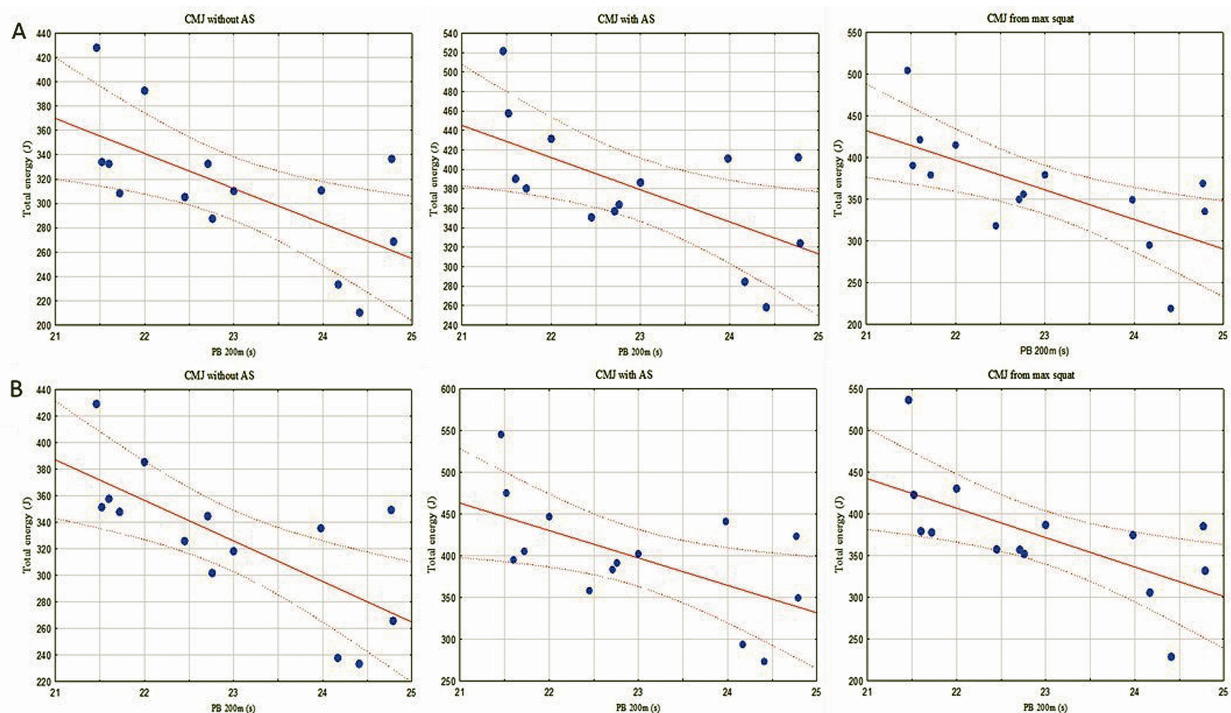 A
CMJ without AS
440
420
400
380
360
340
320
300
280
260
240
220
200
Total energy (J)
21 22 23 24 25
PB 200m (s)
CMJ with AS
540
520
500
480
460
440
420
400
380
360
340
320
300
280
260
240
Total energy (J)
21 22 23 24 25
PB 200m (s)
CMJ from max squat
550
500
450
400
350
300
250
200
Total energy (J)
21 22 23 24 25
PB 200m (s)
B
CMJ without AS
440
420
400
380
360
340
320
300
280
260
240
220
Total energy (J)
21 22 23 24 25
PB 200m (s)
CMJ with AS
600
550
500
450
400
350
300
250
Total energy (J)
21 22 23 24 25
PB 200m (s)
CMJ from max squat
550
500
450
400
350
300
250
200
Total energy (J)
21 22 23 24 25
PB 200m (s)